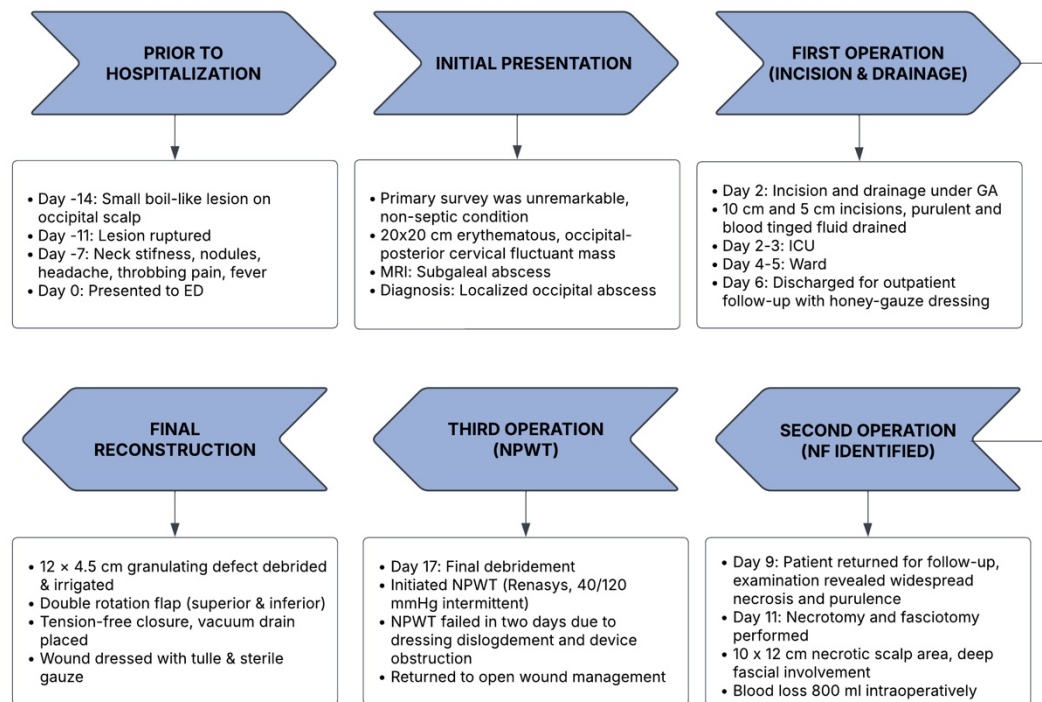 PRIOR TO
HOSPITALIZATION
• Day -14: Small boil-like lesion on
occipital scalp
• Day -11: Lesion ruptured
• Day -7: Neck stifness, nodules,
headache, throbbing pain, fever
• Day 0: Presented to ED
INITIAL PRESENTATION
• Primary survey was unremarkable,
non-septic condition
• 20x20 cm erythematous, occipital-
posterior cervical fluctuant mass
• MRI: Subgaleal abscess
• Diagnosis: Localized occipital abscess
FIRST OPERATION
(INCISION & DRAINAGE)
• Day 2: Incision and drainage under GA
• 10 cm and 5 cm incisions, purulent and
blood tinged fluid drained
• Day 2-3: ICU
• Day 4-5: Ward
• Day 6: Discharged for outpatient
follow-up with honey-gauze dressing
SECOND OPERATION
(NF IDENTIFIED)
• Day 9: Patient returned for follow-up,
examination revealed widespread
necrosis and purulence
• Day 11: Necrotomy and fasciotomy
performed
• 10 x 12 cm necrotic scalp area, deep
fascial involvement
• Blood loss 800 ml intraoperatively
THIRD OPERATION
(NPWT)
• Day 17: Final debridement
• Initiated NPWT (Renasys, 40/120
mmHg intermittent)
• NPWT failed in two days due to
dressing dislogdement and device
obstruction
• Returned to open wound management
FINAL
RECONSTRUCTION
• 12 × 4.5 cm granulating defect debrided
& irrigated
• Double rotation flap (superior & inferior)
• Tension-free closure, vacuum drain
placed
• Wound dressed with tulle & sterile
gauze